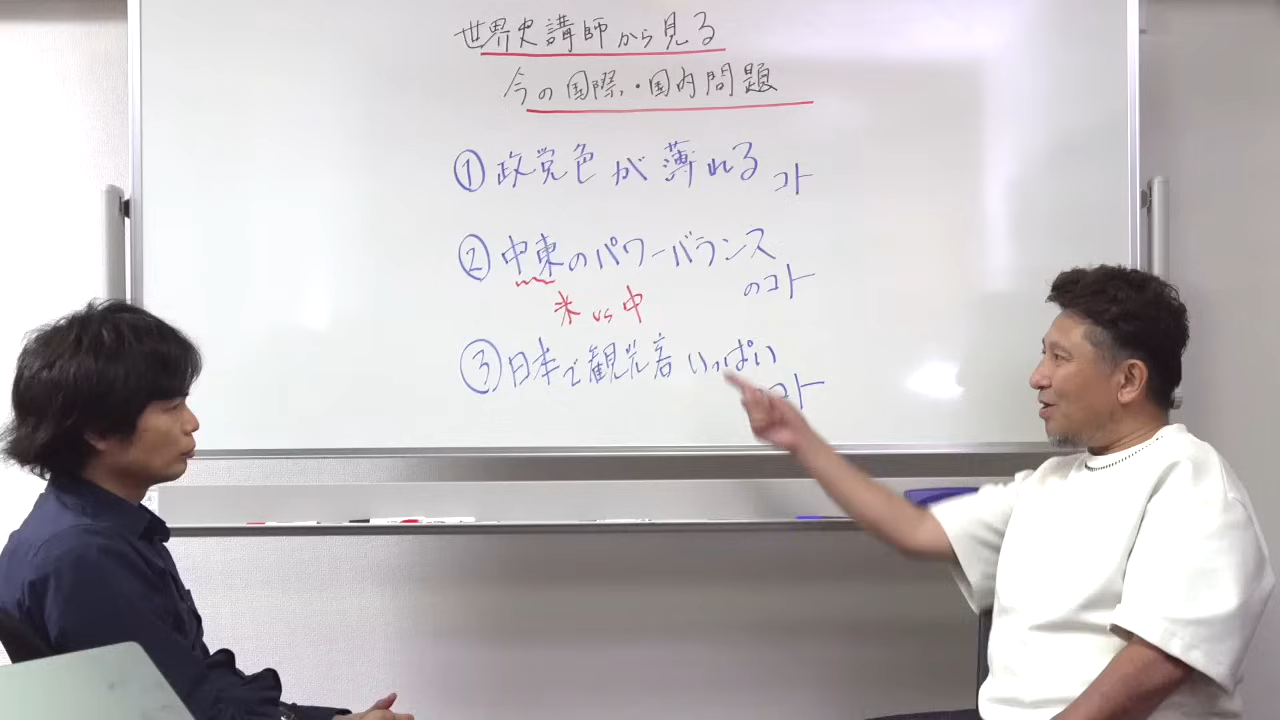 世界史講師から見る
今の国際・国内問題
①政党色が薄れるコト
②中東のパワーバランス
のコト
米 vs 中
③日本で観光客いっぱい
コト